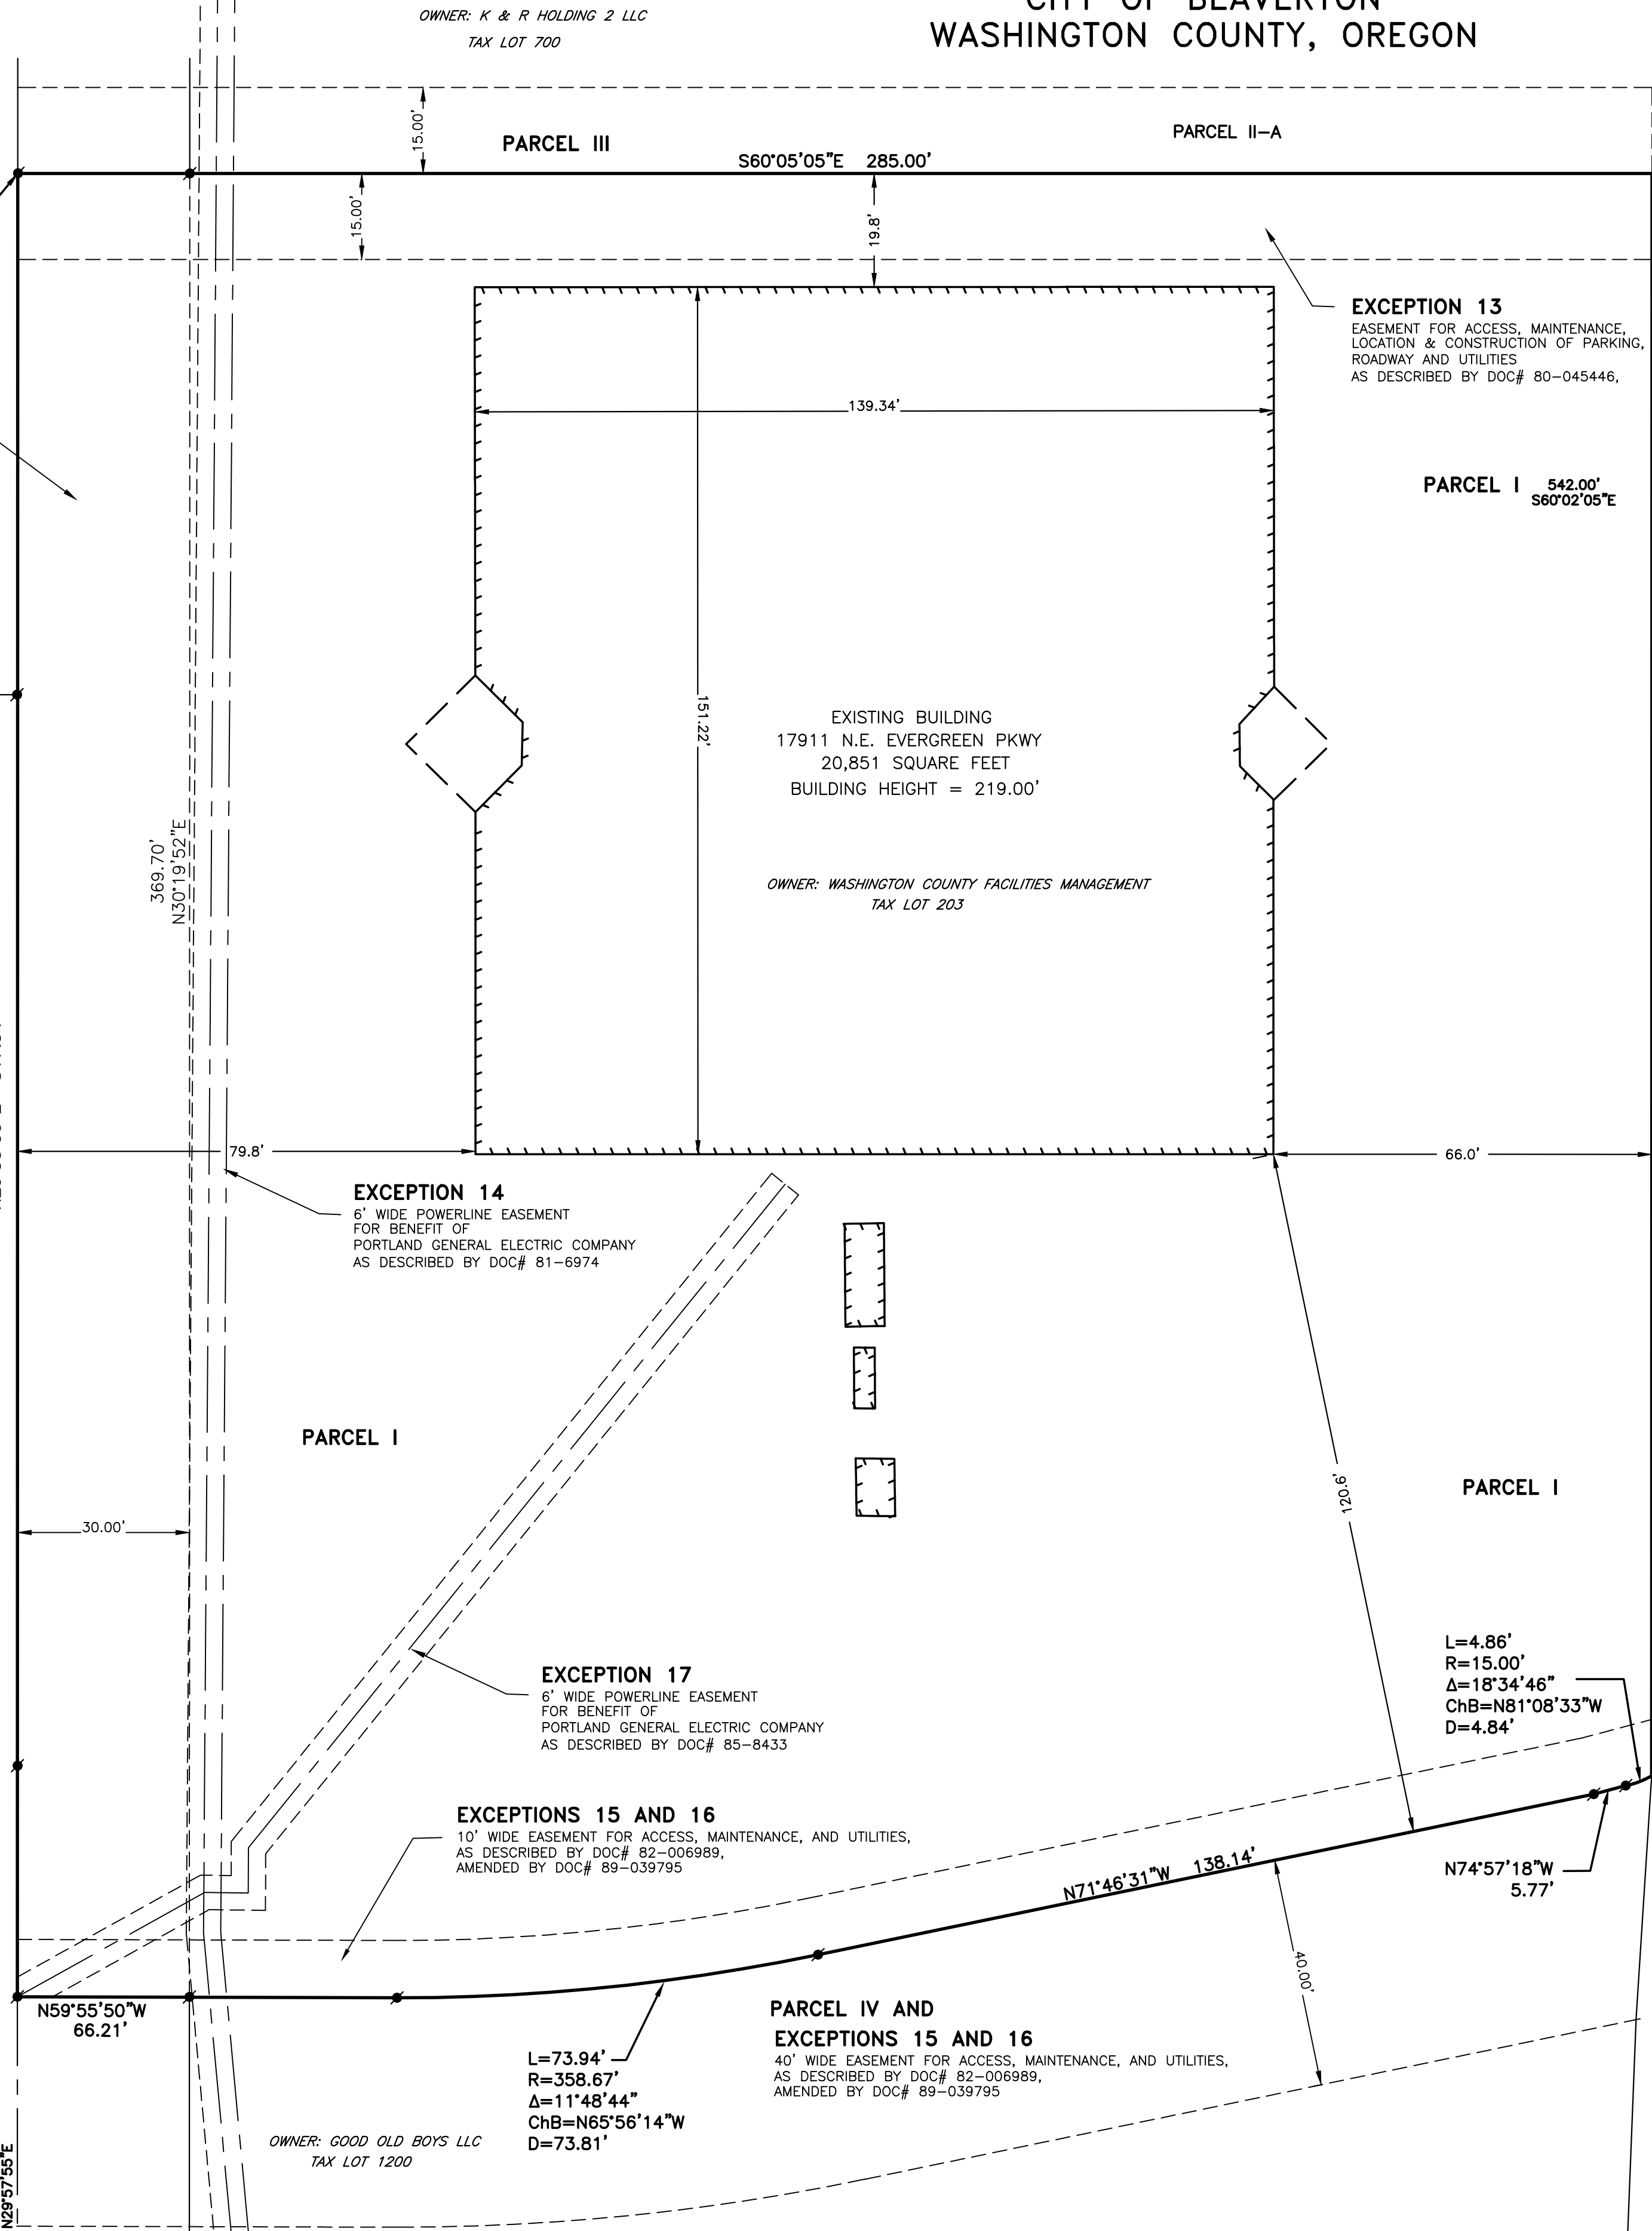 CITY OF BEAVERTON
WASHINGTON COUNTY, OREGON
OWNER: K & R HOLDING 2 LLC
TAX LOT 700
15.00'
PARCEL III
PARCEL II-A
S60°05'05"E 285.00'
15.00'
19.8'
EXCEPTION 13
EASEMENT FOR ACCESS, MAINTENANCE,
LOCATION & CONSTRUCTION OF PARKING,
ROADWAY AND UTILITIES
AS DESCRIBED BY DOC# 80-045446,
139.34'
PARCEL I
542.00'
S60°02'05"E
151.22'
EXISTING BUILDING
17911 N.E. EVERGREEN PKWY
20,851 SQUARE FEET
BUILDING HEIGHT = 219.00'
369.70'
N30°19'52"E
OWNER: WASHINGTON COUNTY FACILITIES MANAGEMENT
TAX LOT 203
79.8'
66.0'
EXCEPTION 14
6' WIDE POWERLINE EASEMENT
FOR BENEFIT OF
PORTLAND GENERAL ELECTRIC COMPANY
AS DESCRIBED BY DOC# 81-6974
PARCEL I
120.6'
PARCEL I
30.00'
EXCEPTION 17
6' WIDE POWERLINE EASEMENT
FOR BENEFIT OF
PORTLAND GENERAL ELECTRIC COMPANY
AS DESCRIBED BY DOC# 85-8433
L=4.86'
R=15.00'
Δ=18°34'46"
ChB=N81°08'33"W
D=4.84'
EXCEPTIONS 15 AND 16
10' WIDE EASEMENT FOR ACCESS, MAINTENANCE, AND UTILITIES,
AS DESCRIBED BY DOC# 82-006989,
AMENDED BY DOC# 89-039795
N71°46'31"W 138.14'
N74°57'18"W
5.77'
40.00'
N59°55'50"W
66.21'
PARCEL IV AND
EXCEPTIONS 15 AND 16
40' WIDE EASEMENT FOR ACCESS, MAINTENANCE, AND UTILITIES,
AS DESCRIBED BY DOC# 82-006989,
AMENDED BY DOC# 89-039795
L=73.94'
R=358.67'
Δ=11°48'44"
ChB=N65°56'14"W
D=73.81'
OWNER: GOOD OLD BOYS LLC
TAX LOT 1200
N29°57'55"E